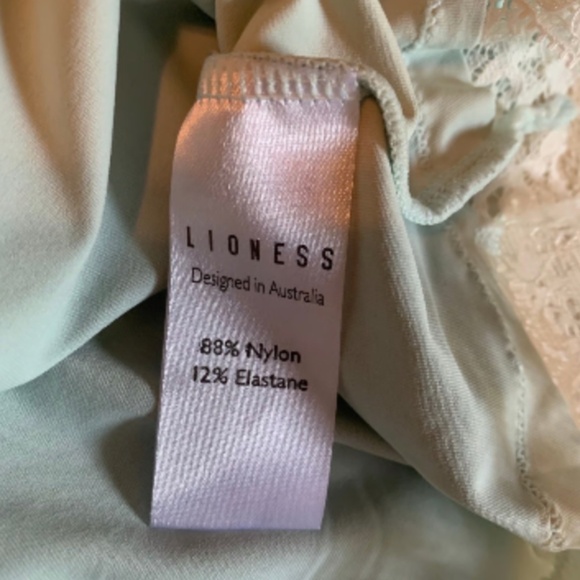 LIONESS
Designed in Australia
88% Nylon
12% Elastane